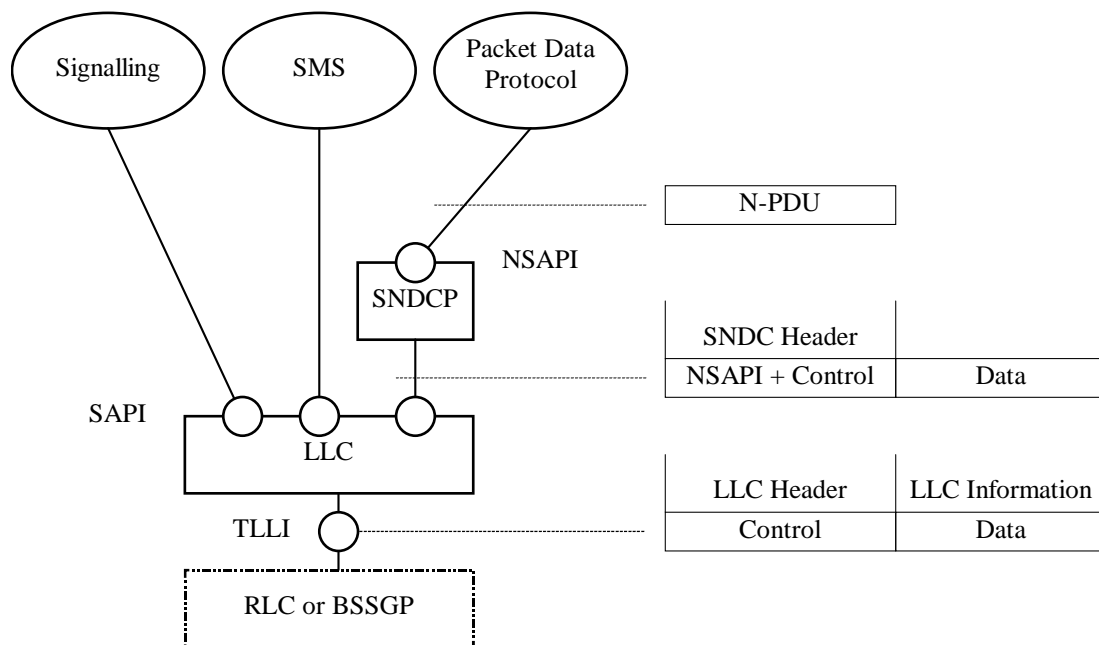 Signalling
SMS
Packet Data
Protocol
N-PDU
NSAPI
SNDCP
SNDC Header
NSAPI + Control
Data
SAPI
LLC
LLC Header
LLC Information
TLLI
Control
Data
RLC or BSSGP